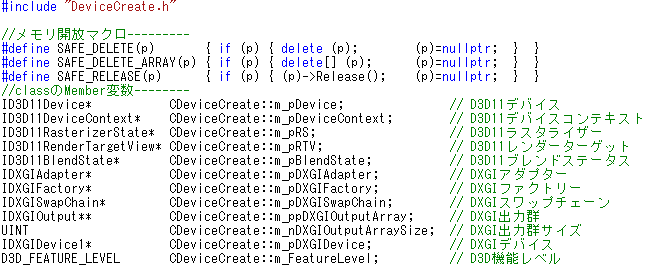 #include "DeviceCreate.h"
//メモリ開放マクロ---------
#define SAFE_DELETE(p) { if (p) { delete (p); (p)=nullptr; } }
#define SAFE_DELETE_ARRAY(p) { if (p) { delete[] (p); (p)=nullptr; } }
#define SAFE_RELEASE(p) { if (p) { (p)->Release(); (p)=nullptr; } }
//classのMember変数--------
ID3D11Device* CDeviceCreate::m_pDevice; // D3D11デバイス
ID3D11DeviceContext* CDeviceCreate::m_pDeviceContext; // D3D11デバイスコンテキスト
ID3D11RasterizerState* CDeviceCreate::m_pRS; // D3D11ラスタライザー
ID3D11RenderTargetView* CDeviceCreate::m_pRTV; // D3D11レンダーターゲット
ID3D11BlendState* CDeviceCreate::m_pBlendState; // D3D11ブレンドステータス
IDXGIAdapter* CDeviceCreate::m_pDXGIAdapter; // DXGIアダプター
IDXGIFactory* CDeviceCreate::m_pDXGIFactory; // DXGIファクトリー
IDXGISwapChain* CDeviceCreate::m_pDXGISwapChain; // DXGIスワップチェーン
IDXGIOutput** CDeviceCreate::m_ppDXGIOutputArray; // DXGI出力群
UINT CDeviceCreate::m_nDXGIOutputArraySize; // DXGI出力群サイズ
IDXGIDevice1* CDeviceCreate::m_pDXGIDevice; // DXGIデバイス
D3D_FEATURE_LEVEL CDeviceCreate::m_FeatureLevel; // D3D機能レベル